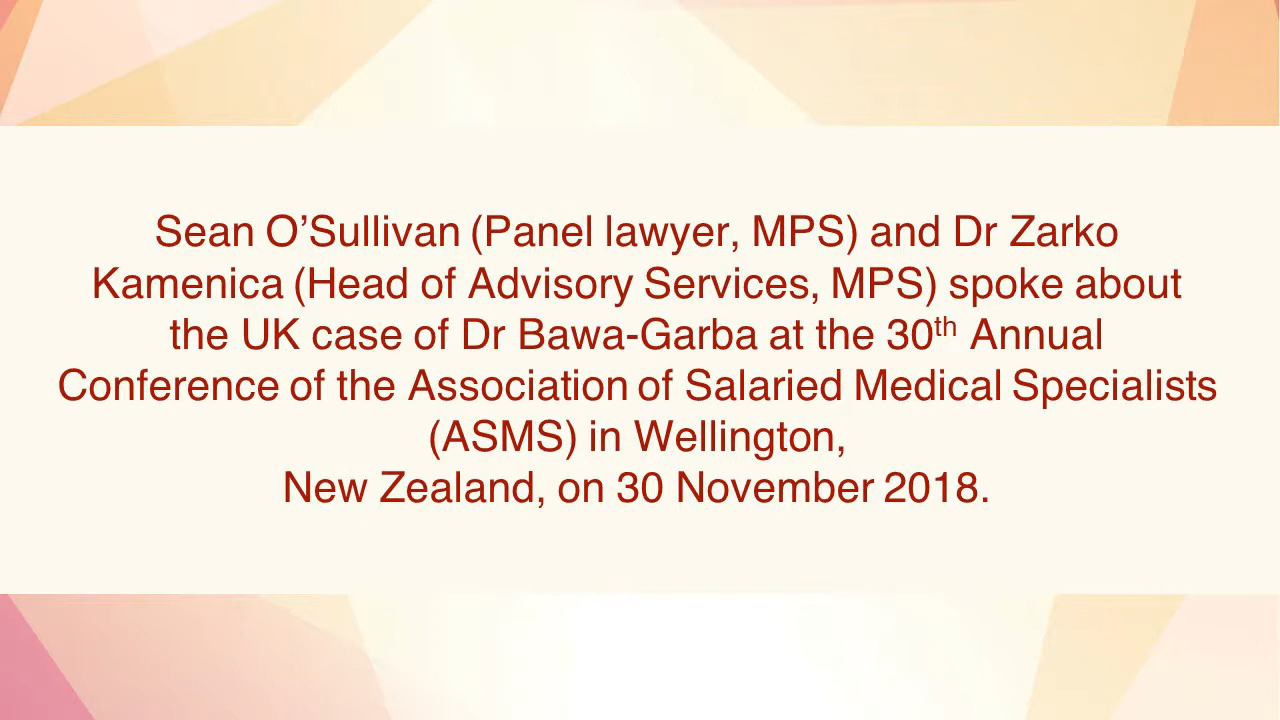 Sean O’Sullivan (Panel lawyer, MPS) and Dr Zarko
Kamenica (Head of Advisory Services, MPS) spoke about
the UK case of Dr Bawa-Garba at the 30th Annual
Conference of the Association of Salaried Medical Specialists
(ASMS) in Wellington,
New Zealand, on 30 November 2018.